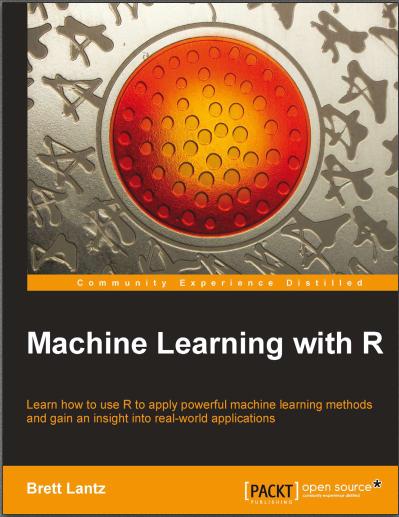 Community Experience Distilled
Machine Learning with R
Learn how to use R to apply powerful machine learning methods
and gain an insight into real-world applications
Brett Lantz
[PACKT] open source*
PUBLISHING community experience distilled